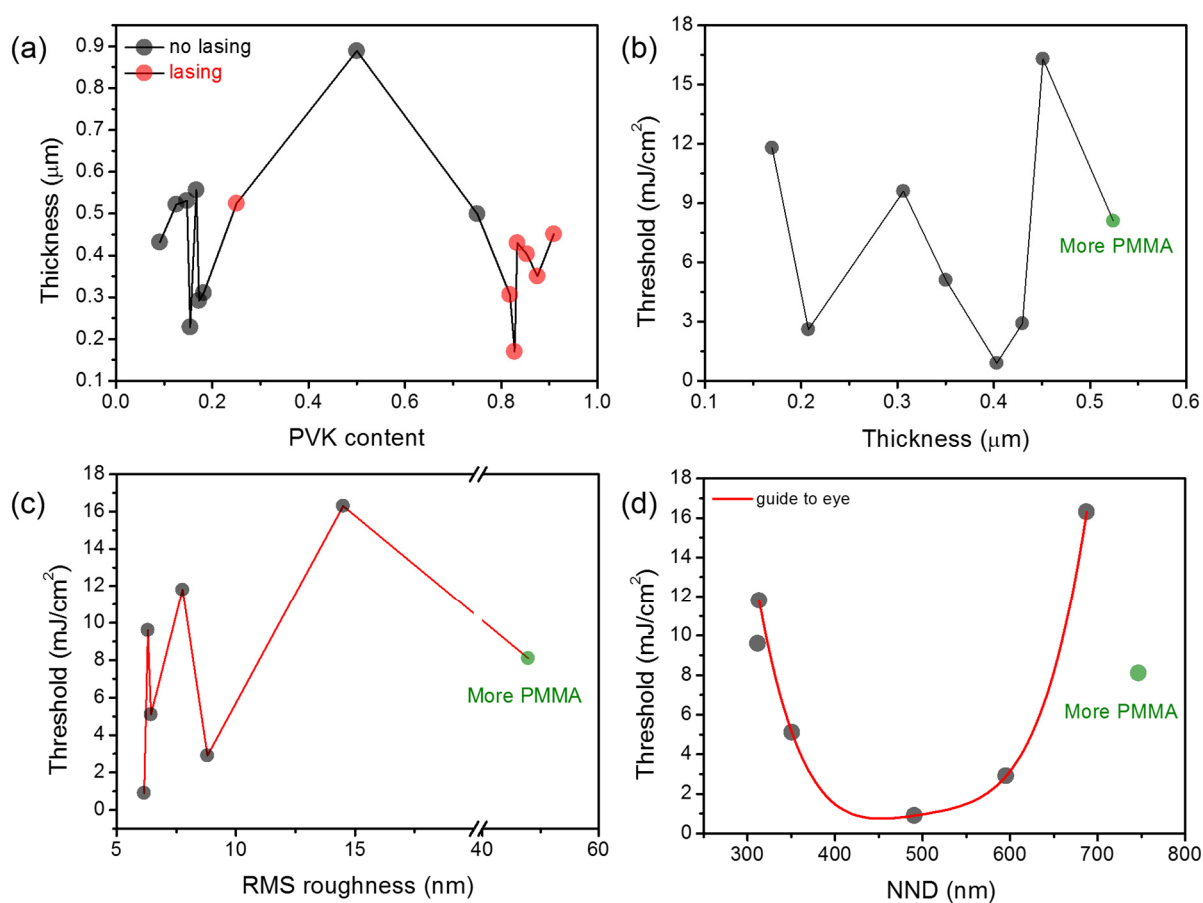 (a)
no lasing
lasing
Thickness (μm)
0.9
0.8
0.7
0.6
0.5
0.4
0.3
0.2
0.1
0.0 0.2 0.4 0.6 0.8 1.0
PVK content
(b)
Threshold (mJ/cm²)
18
15
12
9
6
3
0
More PMMA
0.1 0.2 0.3 0.4 0.5 0.6
Thickness (μm)
(c)
Threshold (mJ/cm²)
18
16
14
12
10
8
6
4
2
0
More PMMA
5 10 15 40 60
RMS roughness (nm)
(d)
guide to eye
Threshold (mJ/cm²)
18
16
14
12
10
8
6
4
2
0
More PMMA
300 400 500 600 700 800
NND (nm)